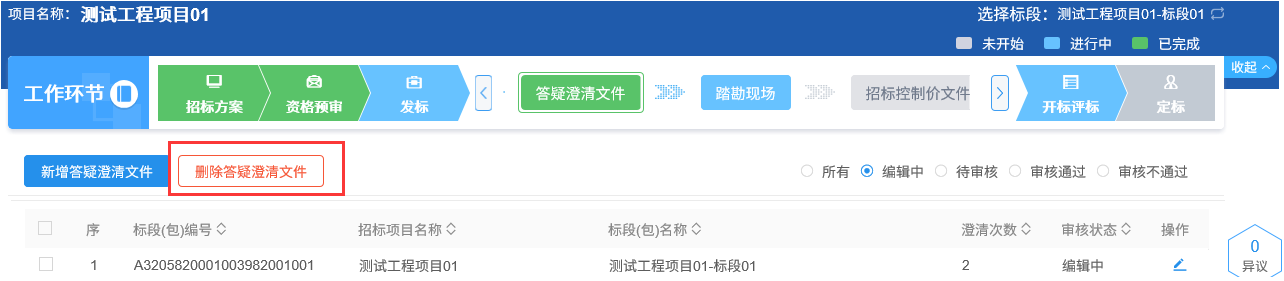 项目名称： 测试工程项目01 选择标段： 测试工程项目01-标段01
未开始 进行中 已完成
收起
工作环节 招标方案 资格预审 发标 答疑澄清文件 踏勘现场 招标控制价文件 开标评标 定标
新增答疑澄清文件 删除答疑澄清文件 所有 编辑中 待审核 审核通过 审核不通过
序 标段(包)编号 招标项目名称 标段(包)名称 澄清次数 审核状态 操作
1 A3205820001003982001001 测试工程项目01 测试工程项目01-标段01 2 编辑中
0
异议